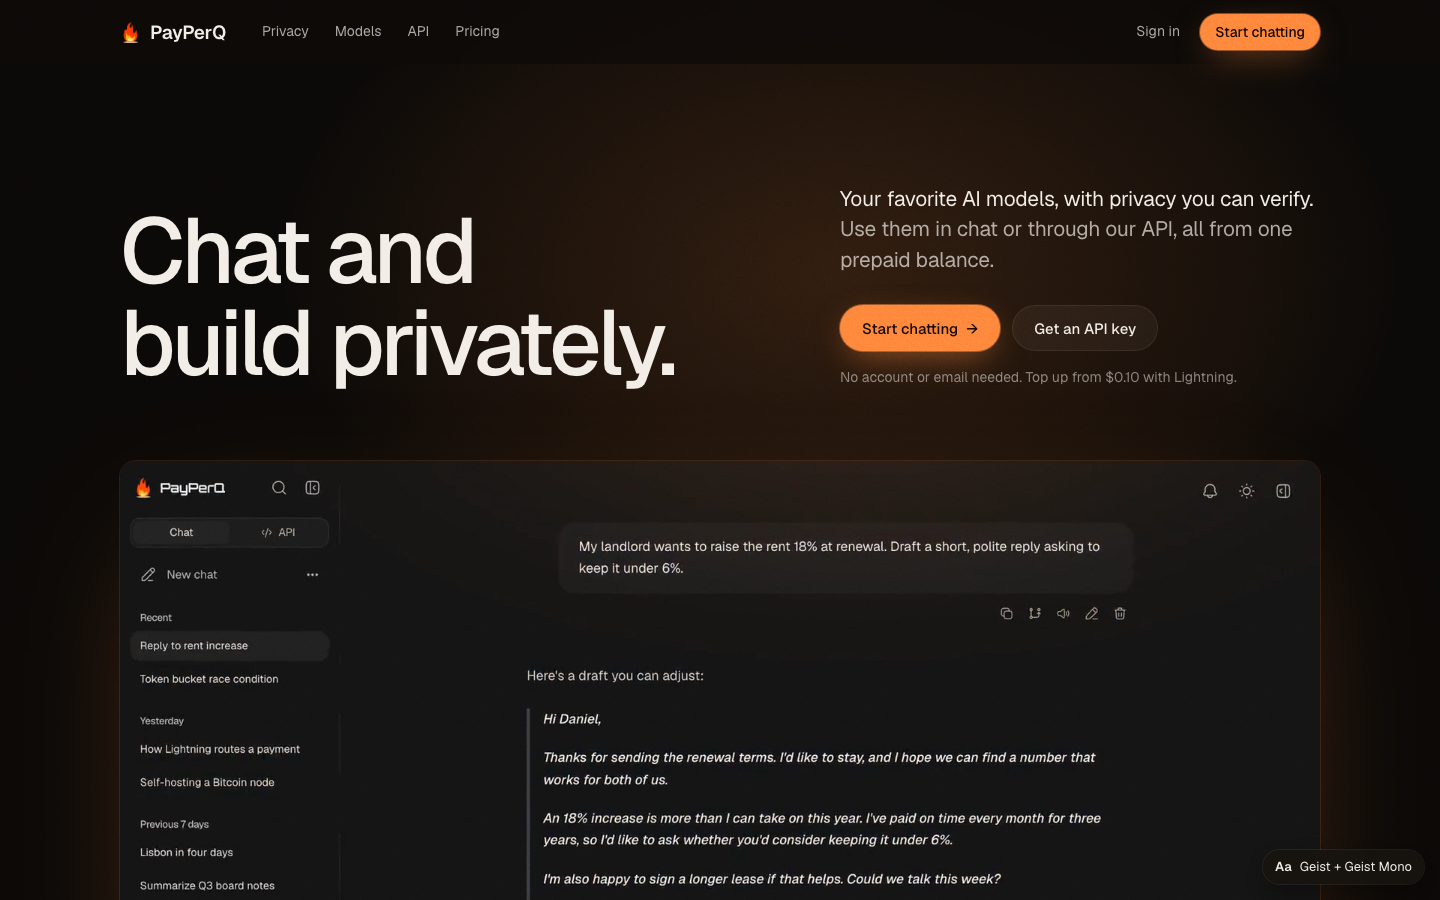 PayPerQ
Privacy
Models
API
Pricing
Sign in
Start chatting
Chat and
build privately.
Your favorite AI models, with privacy you can verify.
Use them in chat or through our API, all from one
prepaid balance.
Start chatting →
Get an API key
No account or email needed. Top up from $0.10 with Lightning.
PayPerQ
Chat
</> API
New chat
Recent
Reply to rent increase
Token bucket race condition
Yesterday
How Lightning routes a payment
Self-hosting a Bitcoin node
Previous 7 days
Lisbon in four days
Summarize Q3 board notes
My landlord wants to raise the rent 18% at renewal. Draft a short, polite reply asking to
keep it under 6%.
Here's a draft you can adjust:
Hi Daniel,
Thanks for sending the renewal terms. I'd like to stay, and I hope we can find a number that
works for both of us.
An 18% increase is more than I can take on this year. I've paid on time every month for three
years, so I'd like to ask whether you'd consider keeping it under 6%.
I'm also happy to sign a longer lease if that helps. Could we talk this week?
Aa Geist + Geist Mono